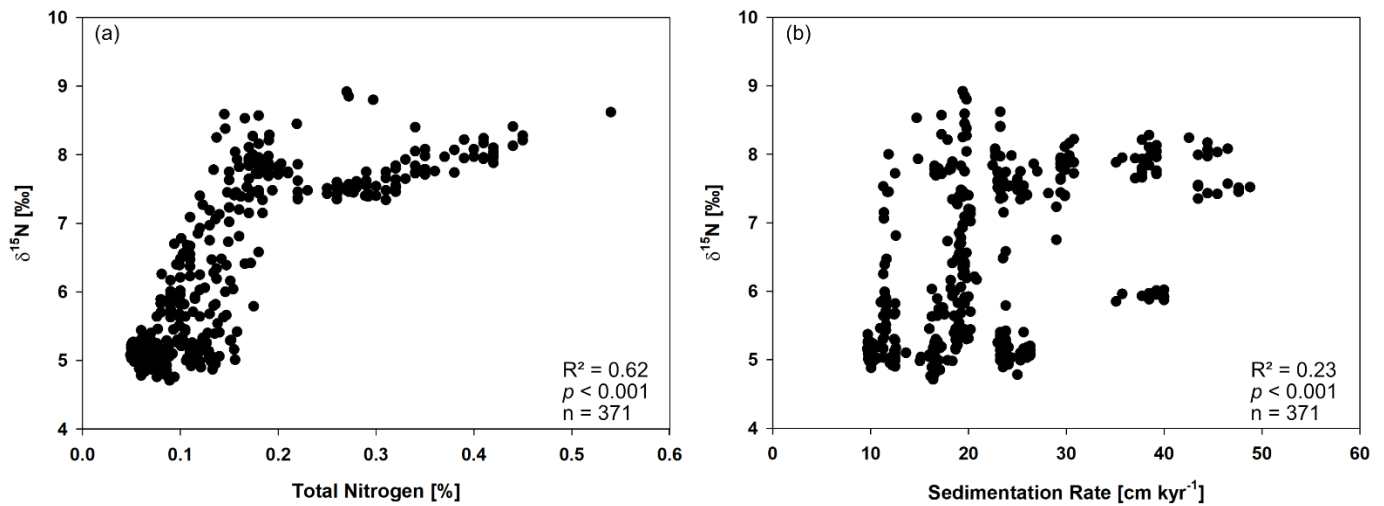 (a)
10
9
8
7
6
5
4
δ¹⁵N [‰]
0.0 0.1 0.2 0.3 0.4 0.5 0.6
Total Nitrogen [%]
R² = 0.62
p < 0.001
n = 371
(b)
10
9
8
7
6
5
4
δ¹⁵N [‰]
0 10 20 30 40 50 60
Sedimentation Rate [cm kyr⁻¹]
R² = 0.23
p < 0.001
n = 371